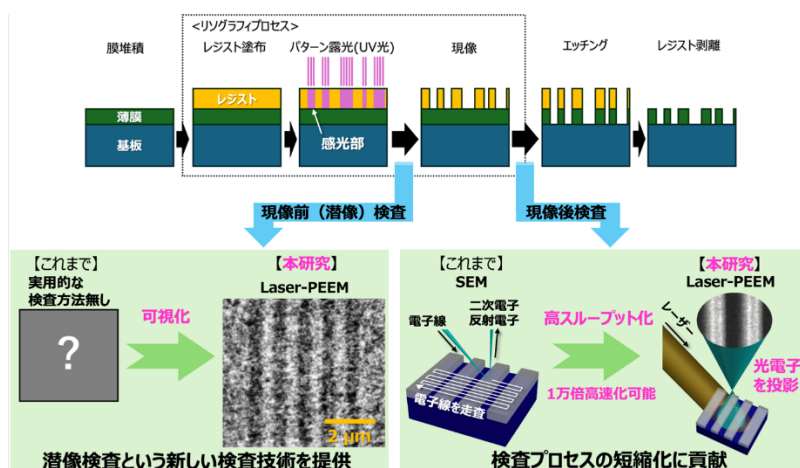 <リソグラフィプロセス>
膜堆積
レジスト塗布
パターン露光(UV光)
現像
エッチング
レジスト剥離
レジスト
薄膜
基板
感光部
現像前（潜像）検査
現像後検査
【これまで】
実用的な
検査方法無し
?
可視化
【本研究】
Laser-PEEM
2 μm
潜像検査という新しい検査技術を提供
【これまで】
SEM
電子線
二次電子
反射電子
電子線を走査
高スループット化
1万倍高速化可能
【本研究】
Laser-PEEM
レーザー
光電子
を投影
検査プロセスの短縮化に貢献